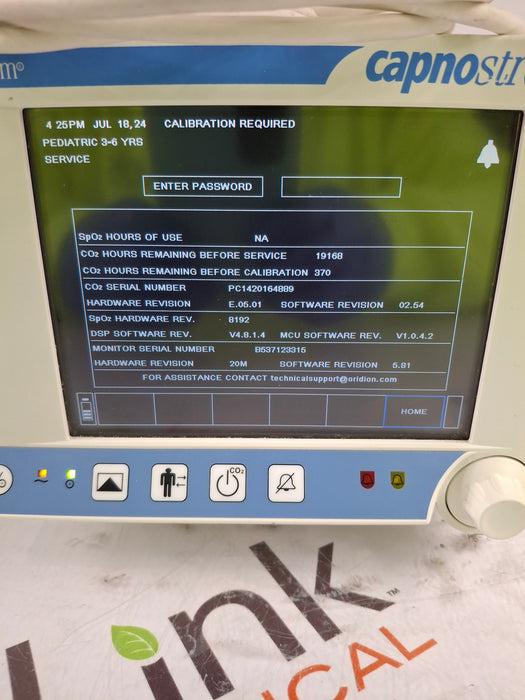 m®
capnostr
4 25PM JUL 18,24 CALIBRATION REQUIRED
PEDIATRIC 3-6 YRS
SERVICE
ENTER PASSWORD
SpO2 HOURS OF USE NA
CO2 HOURS REMAINING BEFORE SERVICE 19168
CO2 HOURS REMAINING BEFORE CALIBRATION 370
CO2 SERIAL NUMBER PC1420164889
HARDWARE REVISION E.05.01 SOFTWARE REVISION 02.54
SpO2 HARDWARE REV. 8192
DSP SOFTWARE REV. V4.8.1.4 MCU SOFTWARE REV. V1.0.4.2
MONITOR SERIAL NUMBER B537123315
HARDWARE REVISION 20M SOFTWARE REVISION 5.81
FOR ASSISTANCE CONTACT technicalsupport@oridion.com
HOME
CO2
Link™
ICAL